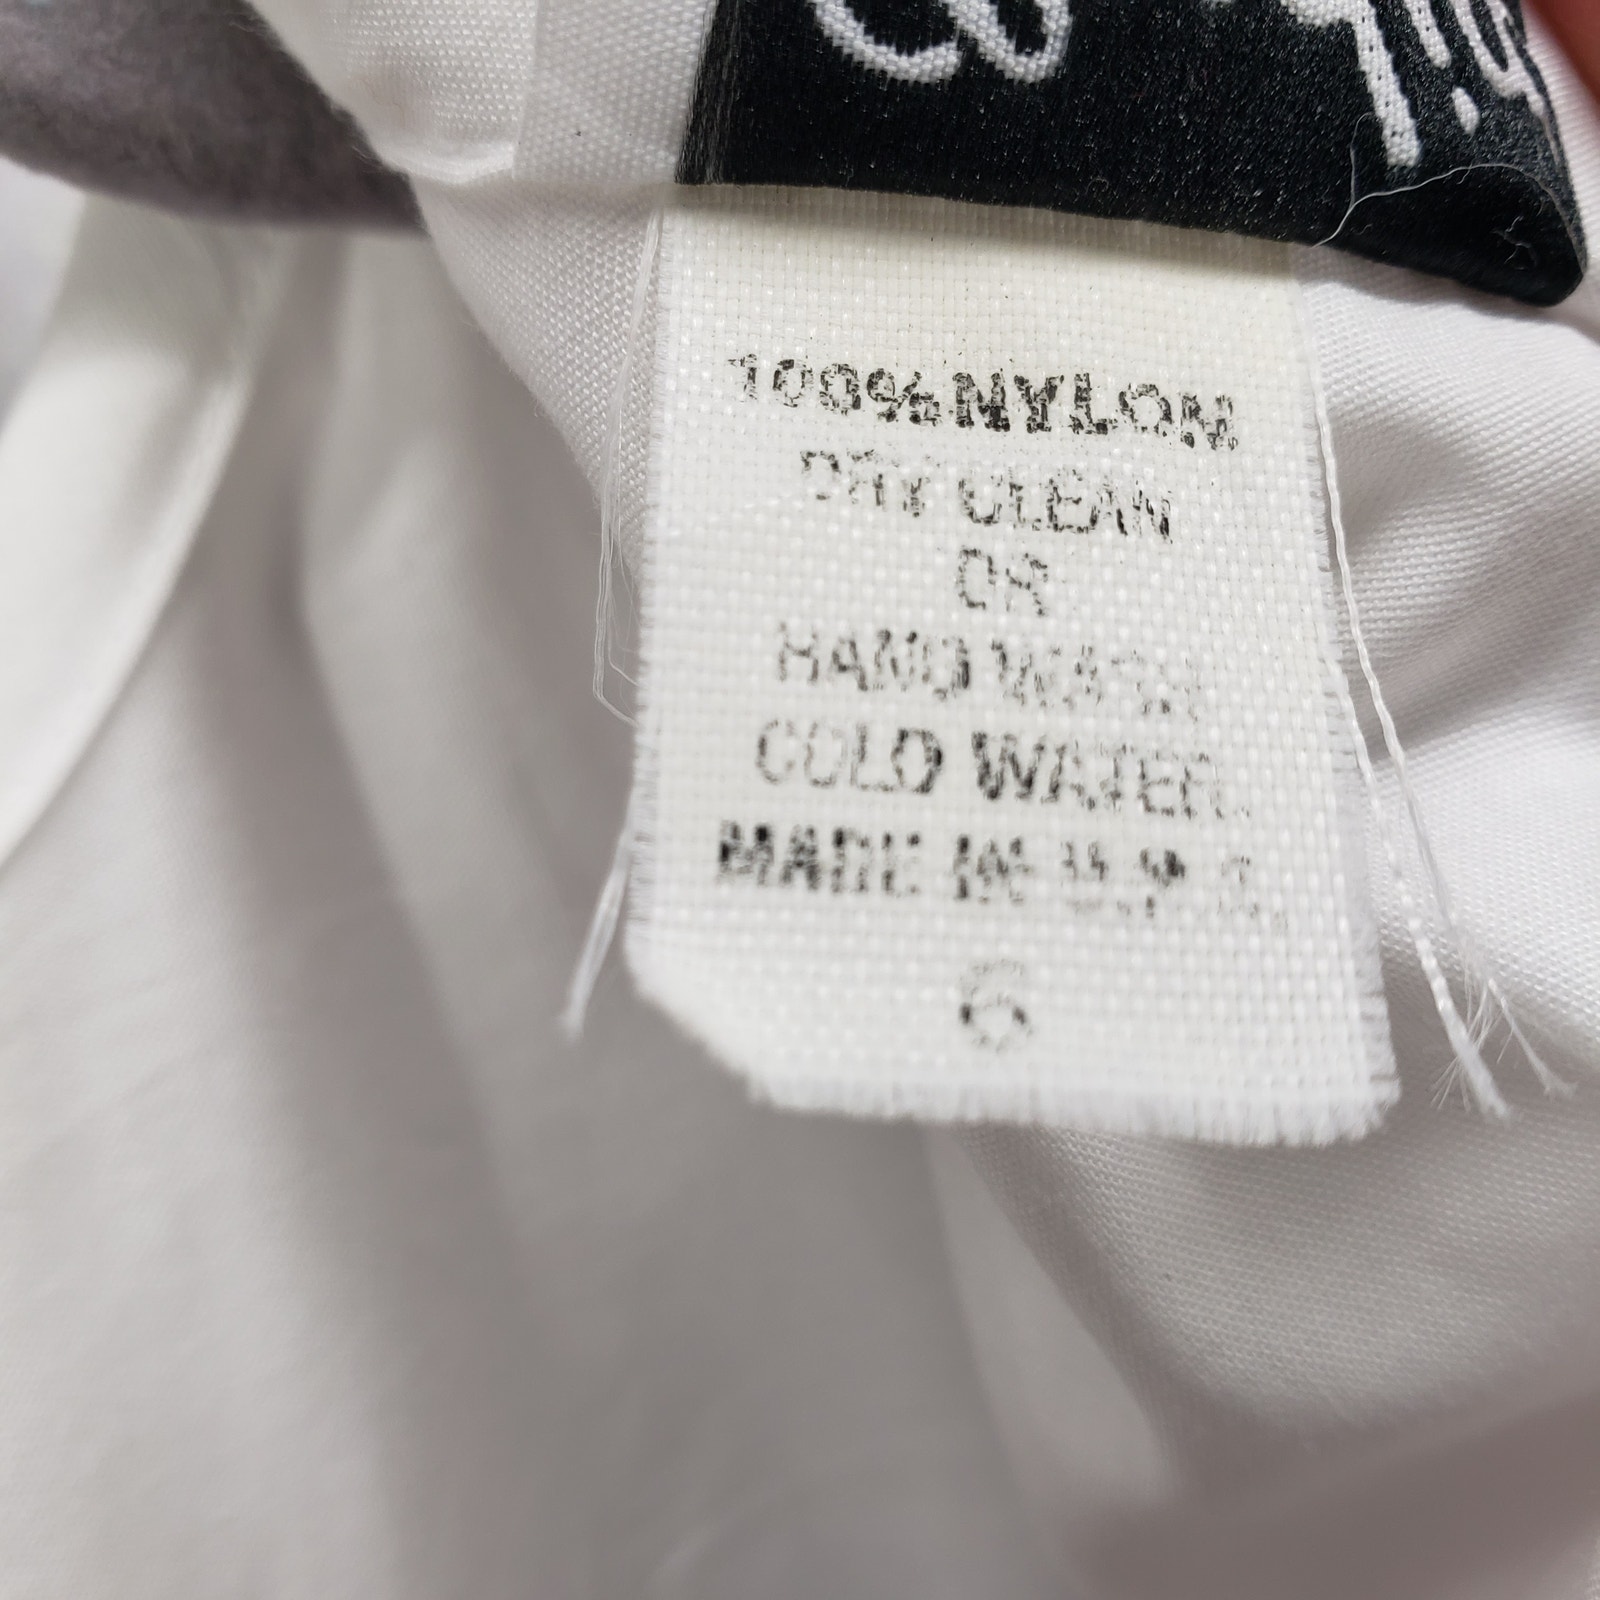 100% NYLON
DRY CLEAN
OR
HAND WASH
COLD WATER.
MADE IN U.S.A.
6